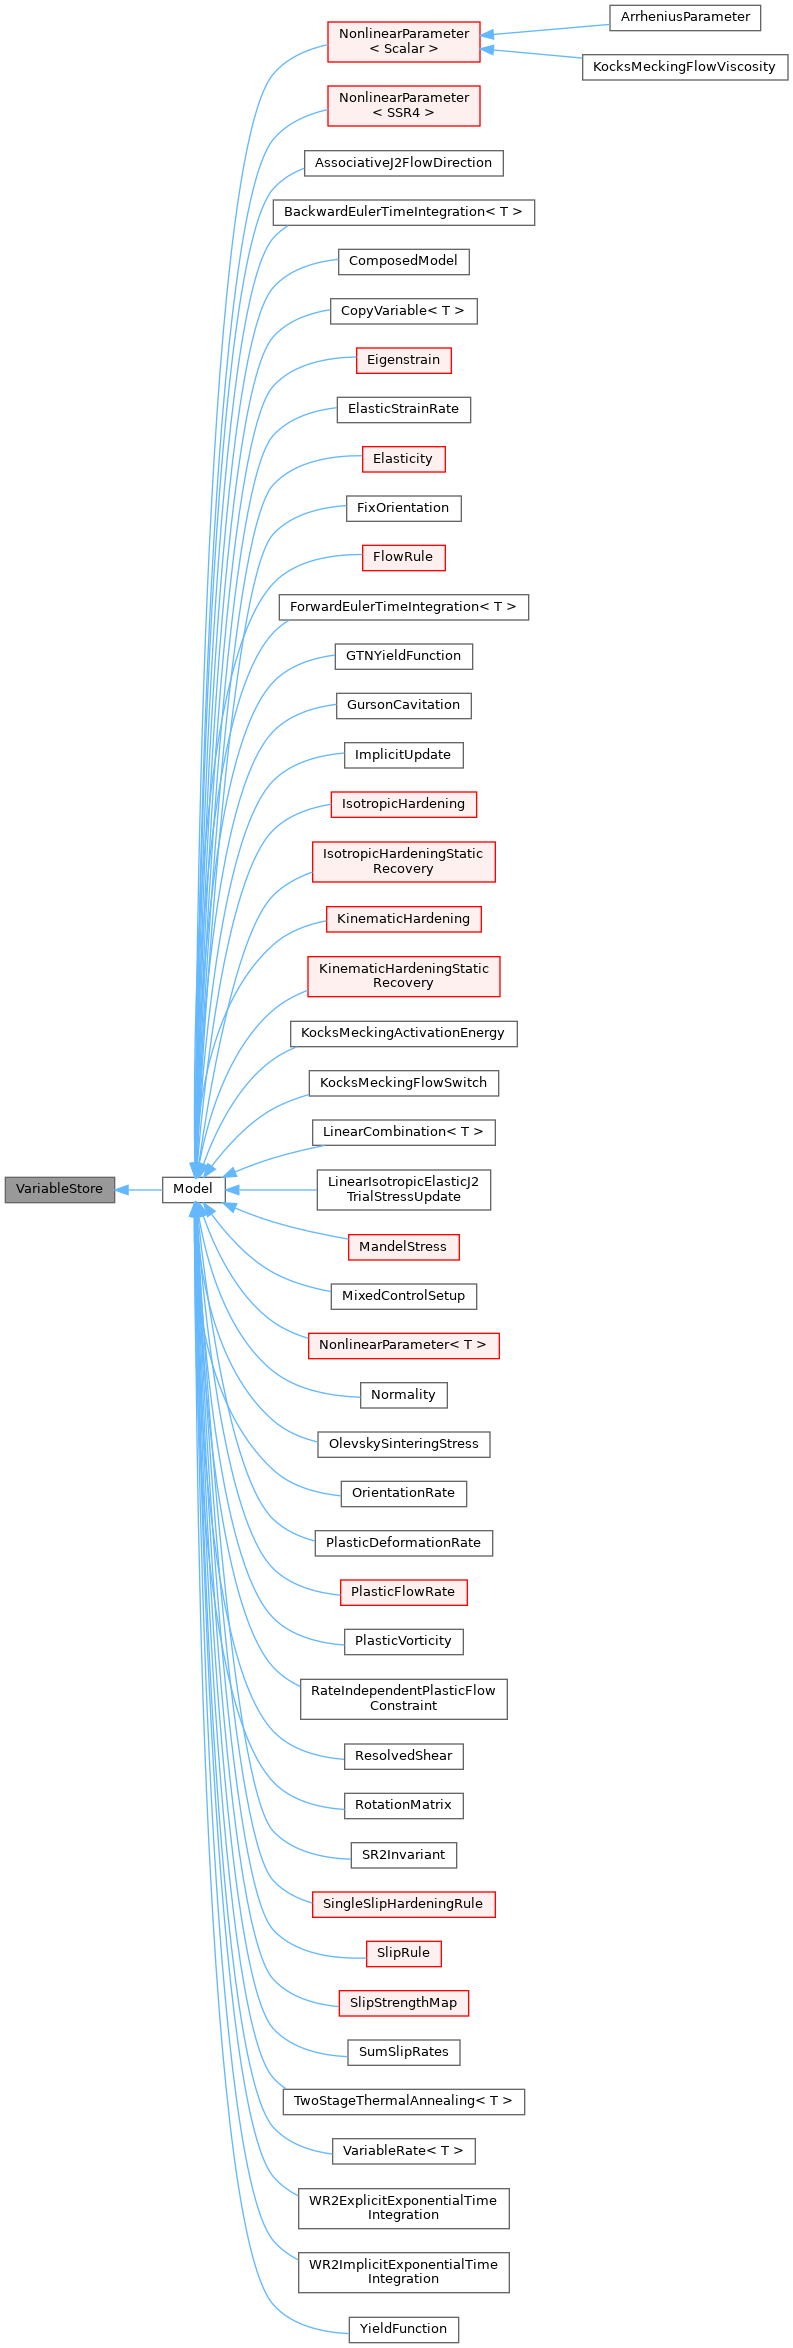 ArrheniusParameter
NonlinearParameter
< Scalar >
KocksMeckingFlowViscosity
NonlinearParameter
< SSR4 >
AssociativeJ2FlowDirection
BackwardEulerTimeIntegration< T >
ComposedModel
CopyVariable< T >
Eigenstrain
ElasticStrainRate
Elasticity
FixOrientation
FlowRule
ForwardEulerTimeIntegration< T >
GTNYieldFunction
GursonCavitation
ImplicitUpdate
IsotropicHardening
IsotropicHardeningStatic
Recovery
KinematicHardening
KinematicHardeningStatic
Recovery
KocksMeckingActivationEnergy
KocksMeckingFlowSwitch
LinearCombination< T >
VariableStore
Model
LinearIsotropicElasticJ2
TrialStressUpdate
MandelStress
MixedControlSetup
NonlinearParameter< T >
Normality
OlevskySinteringStress
OrientationRate
PlasticDeformationRate
PlasticFlowRate
PlasticVorticity
RateIndependentPlasticFlow
Constraint
ResolvedShear
RotationMatrix
SR2Invariant
SingleSlipHardeningRule
SlipRule
SlipStrengthMap
SumSlipRates
TwoStageThermalAnnealing< T >
VariableRate< T >
WR2ExplicitExponentialTime
Integration
WR2ImplicitExponentialTime
Integration
YieldFunction